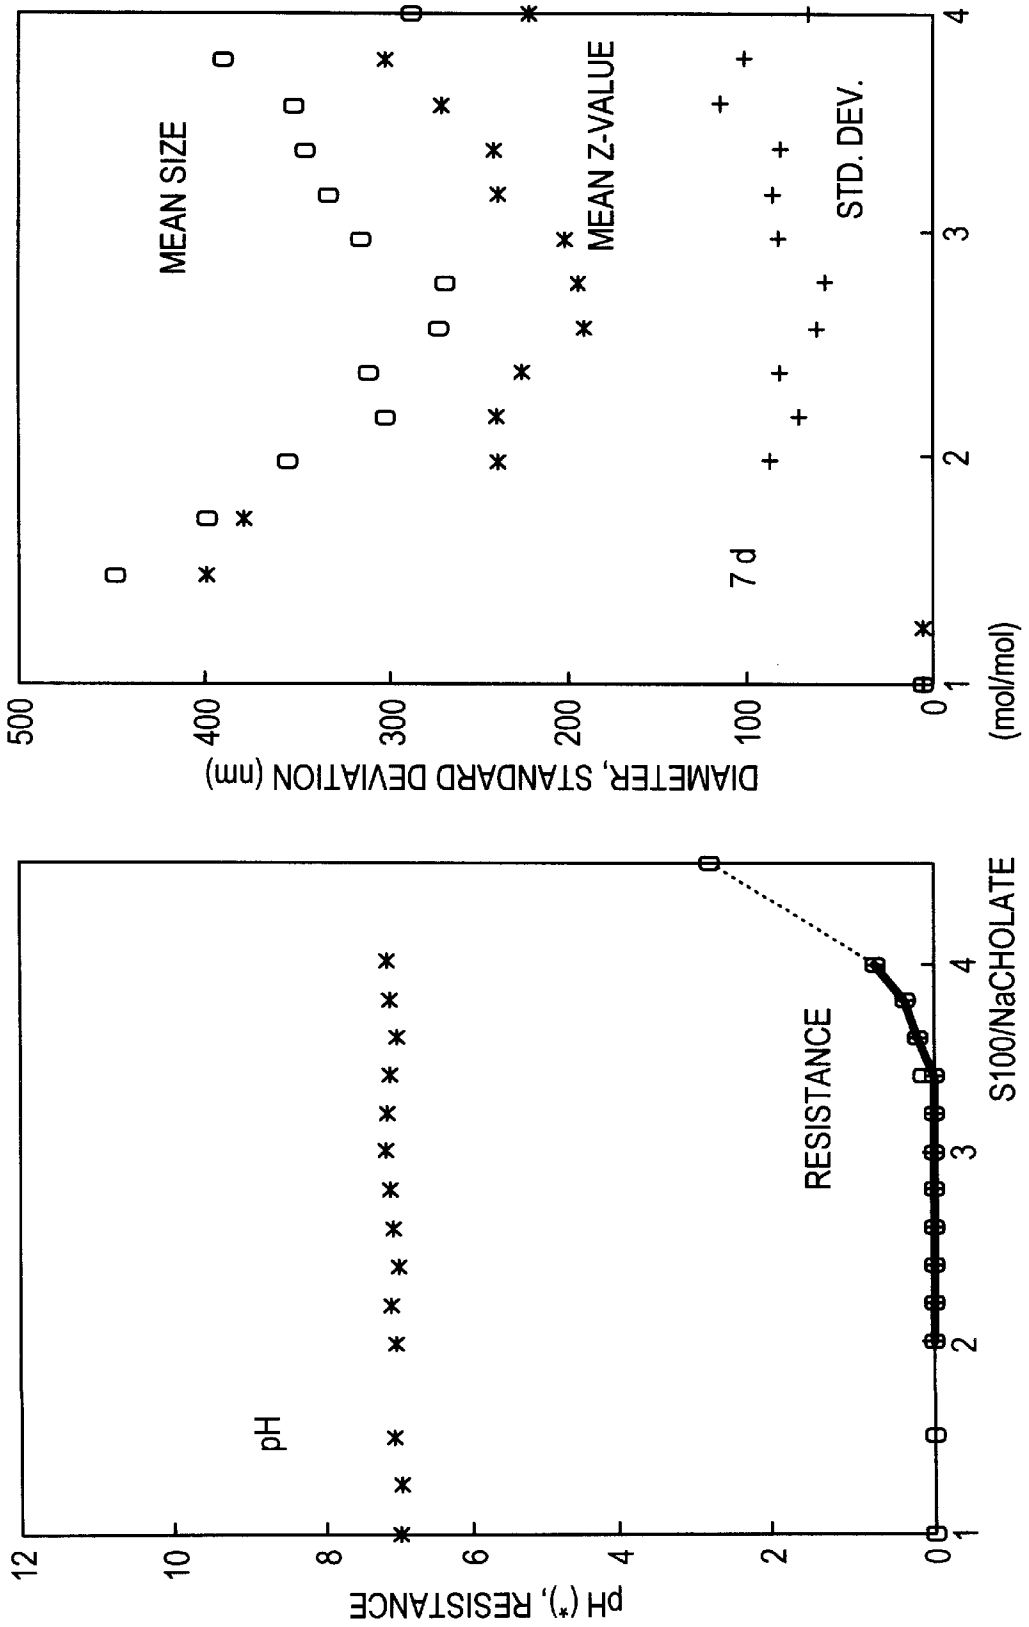 12
10
8
6
4
2
0
pH (*), RESISTANCE
pH
RESISTANCE
1
2
3
4
S100/NaCHOLATE
(mol/mol)
500
400
300
200
100
0
DIAMETER, STANDARD DEVIATION (nm)
MEAN SIZE
MEAN Z-VALUE
STD. DEV.
7 d
1
2
3
4